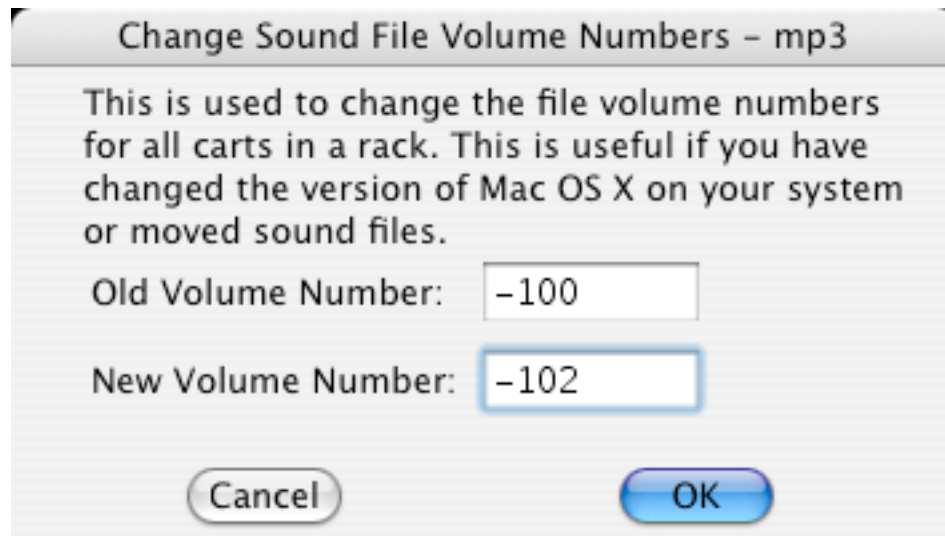 Change Sound File Volume Numbers – mp3
This is used to change the file volume numbers
for all carts in a rack. This is useful if you have
changed the version of Mac OS X on your system
or moved sound files.
Old Volume Number: –100
New Volume Number: –102
Cancel OK